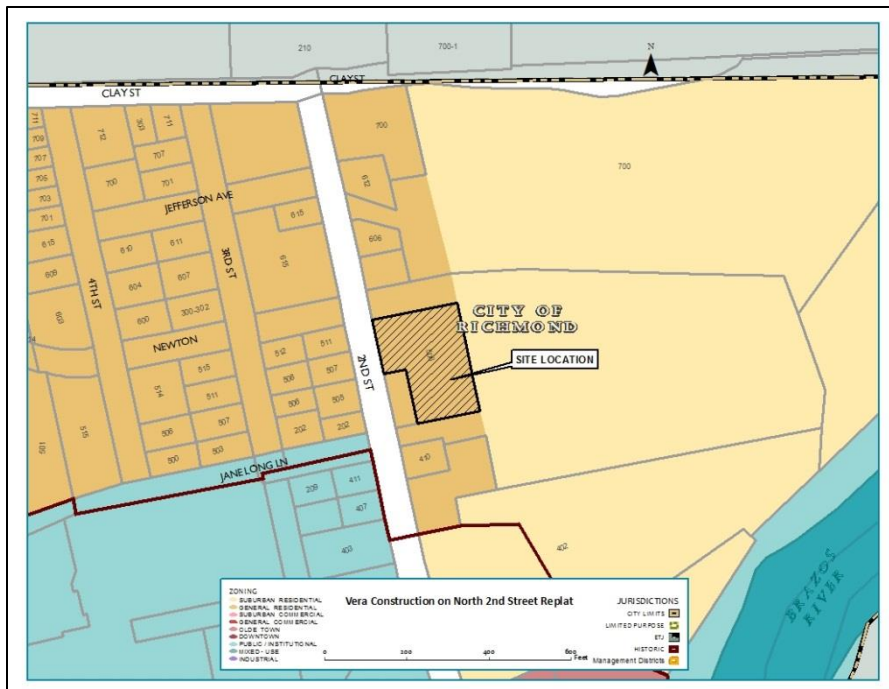 210
700-1
N
CLAY ST
CLAY ST
711
709
707
705
703
701
615
609
603
712
303
711
707
700
701
JEFFERSON AVE
610
611
604
607
600
300-302
NEWTON
4TH ST
3RD ST
2ND ST
615
615
700
612
606
700
CITY OF
RICHMOND
SITE LOCATION
512
511
506
507
506
505
202
202
514
515
511
506
507
500
503
515
JANE LONG LN
410
411
407
403
402
BRAZOS
RIVER
ZONING
SUBURBAN RESIDENTIAL
GENERAL RESIDENTIAL
SUBURBAN COMMERCIAL
GENERAL COMMERCIAL
OLDE TOWN
DOWNTOWN
PUBLIC / INSTITUTIONAL
MIXED - USE
INDUSTRIAL
Vera Construction on North 2nd Street Replat
0 100 200 400 600
Feet
JURISDICTIONS
CITY LIMITS
LIMITED PURPOSE
ETJ
HISTORIC
Management Districts